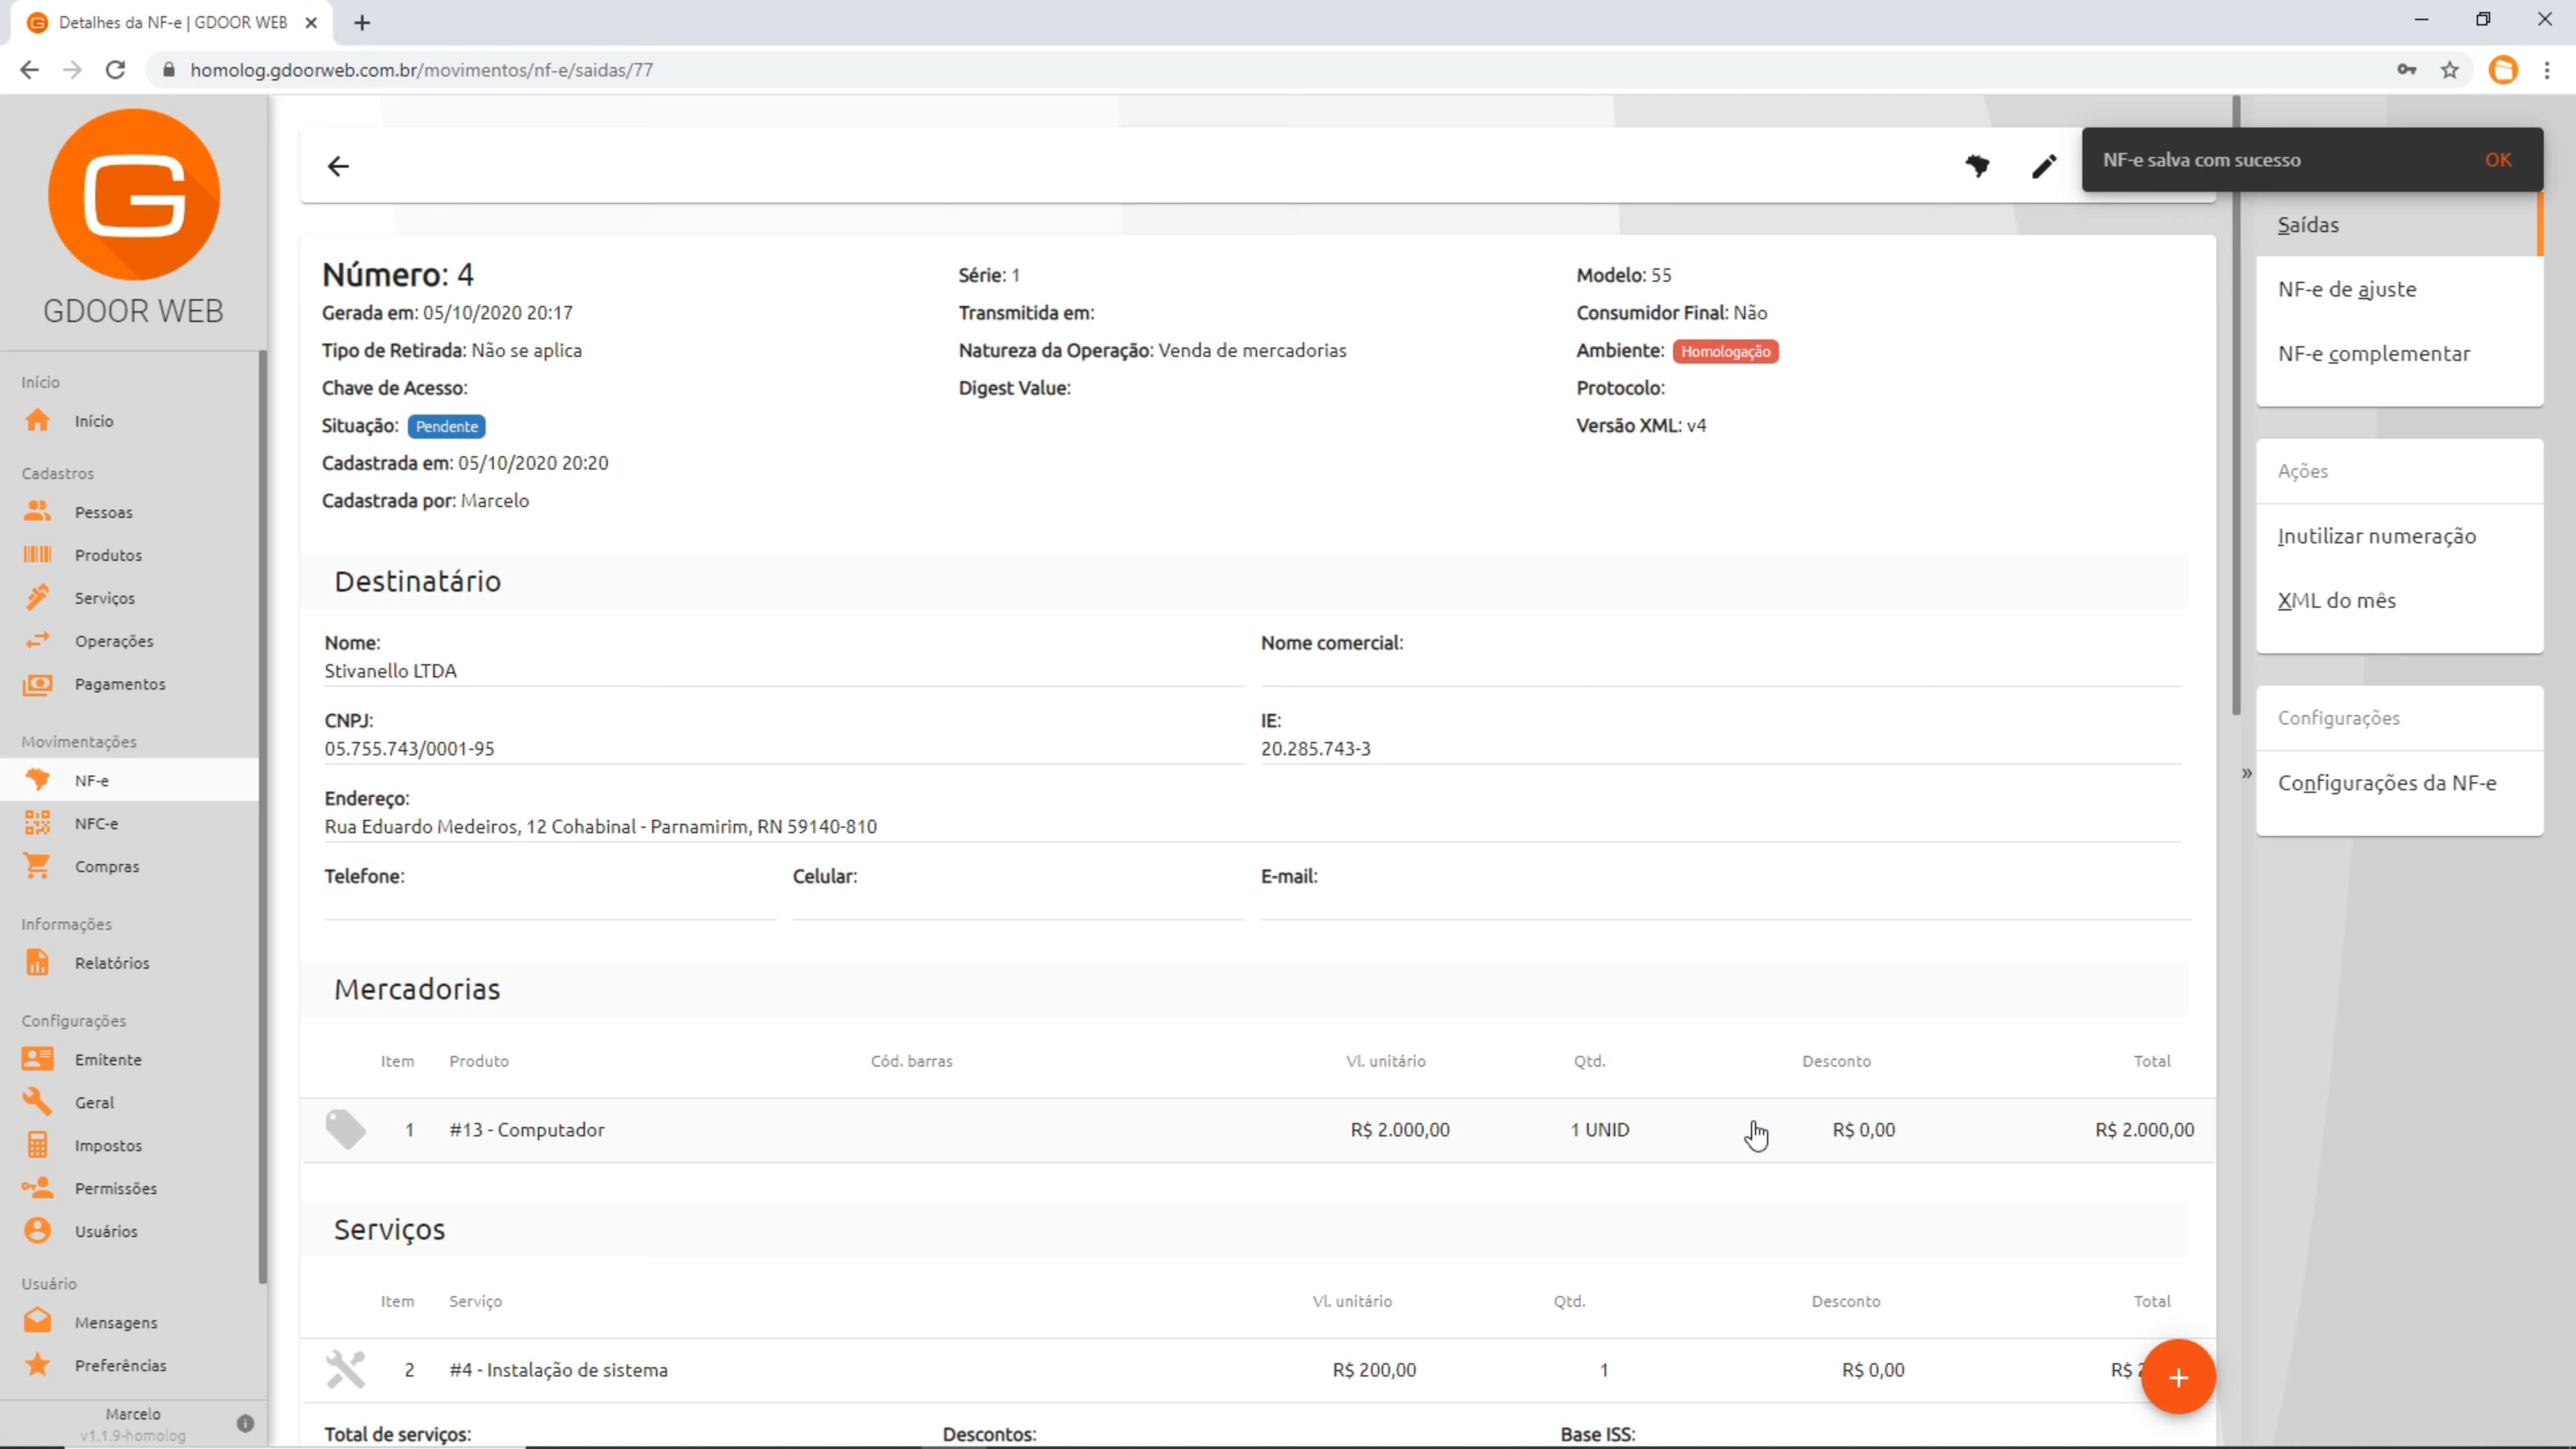 Detalhes da NF-e | GDOOR WEB
homolog.gdoorweb.com.br/movimentos/nf-e/saidas/77
GDOOR WEB
Início
Início
Cadastros
Pessoas
Produtos
Serviços
Operações
Pagamentos
Movimentações
NF-e
NFC-e
Compras
Informações
Relatórios
Configurações
Emitente
Geral
Impostos
Permissões
Usuários
Usuário
Mensagens
Preferências
Marcelo
v1.1.9-homolog
NF-e salva com sucesso OK
Número: 4 Série: 1 Modelo: 55
Gerada em: 05/10/2020 20:17 Transmitida em: Consumidor Final: Não
Tipo de Retirada: Não se aplica Natureza da Operação: Venda de mercadorias Ambiente: Homologação
Chave de Acesso: Digest Value: Protocolo:
Situação: Pendente Versão XML: v4
Cadastrada em: 05/10/2020 20:20
Cadastrada por: Marcelo
Destinatário
Nome: Nome comercial:
Stivanello LTDA
CNPJ: IE:
05.755.743/0001-95 20.285.743-3
Endereço:
Rua Eduardo Medeiros, 12 Cohabinal - Parnamirim, RN 59140-810
Telefone: Celular: E-mail:
Mercadorias
Item Produto Cód. barras Vl. unitário Qtd. Desconto Total
1 #13 - Computador R$ 2.000,00 1 UNID R$ 0,00 R$ 2.000,00
Serviços
Item Serviço Vl. unitário Qtd. Desconto Total
2 #4 - Instalação de sistema R$ 200,00 1 R$ 0,00 R$
Total de serviços: Descontos: Base ISS:
Saídas
NF-e de ajuste
NF-e complementar
Ações
Inutilizar numeração
XML do mês
Configurações
Configurações da NF-e